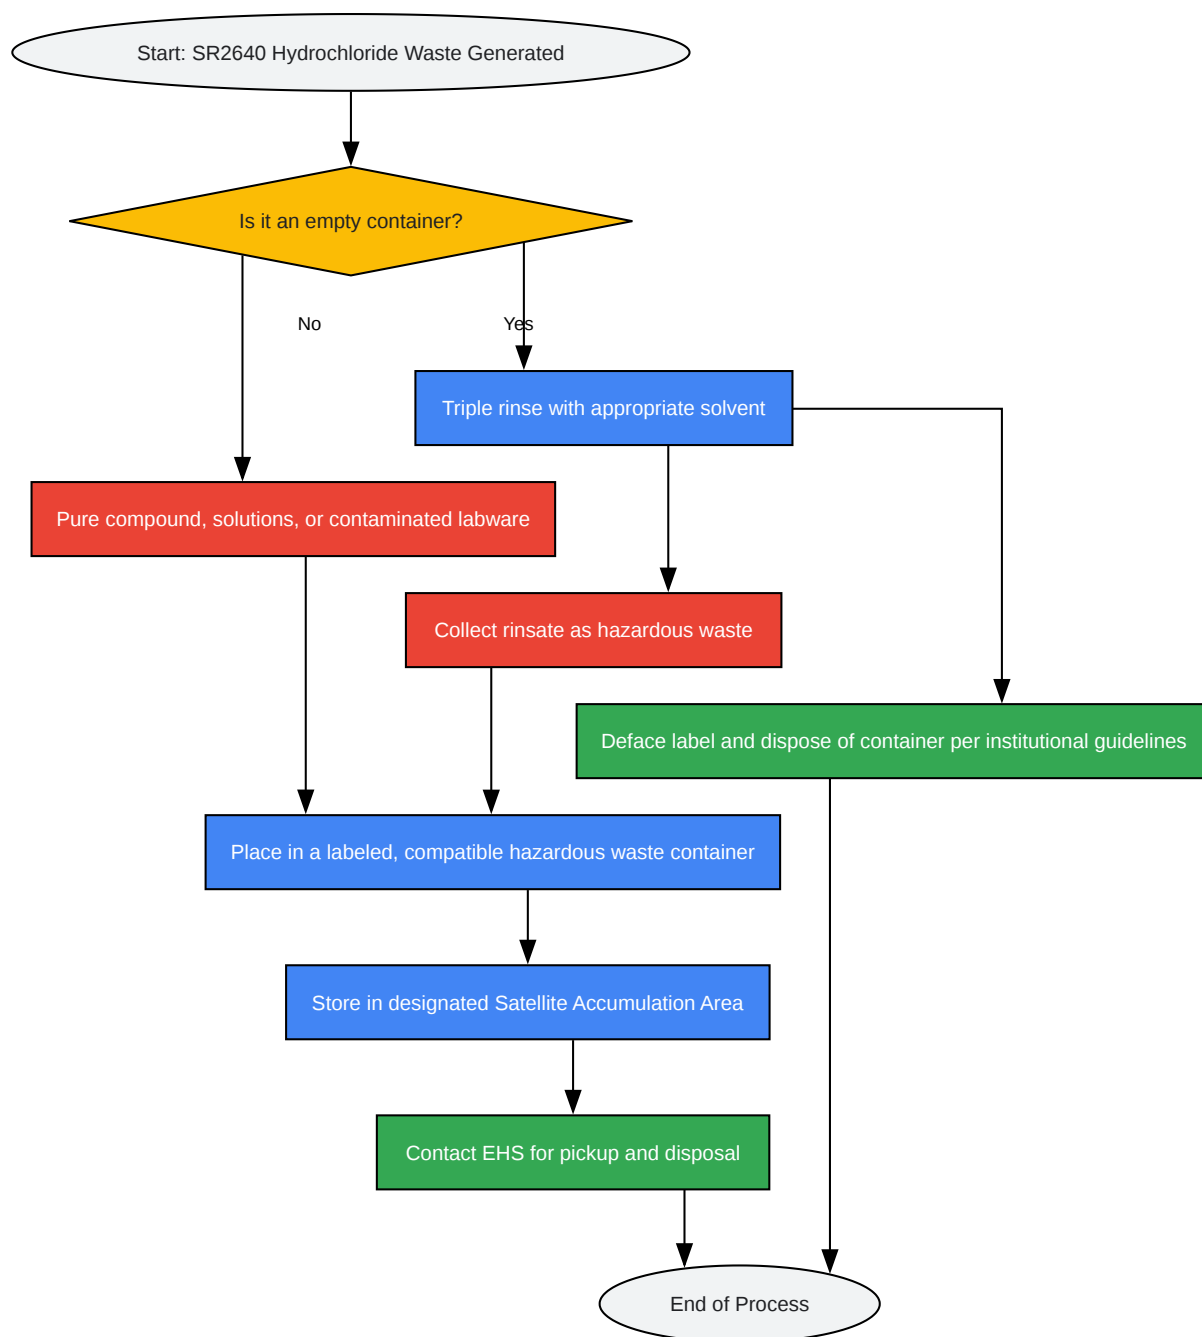 Start: SR2640 Hydrochloride Waste Generated
Is it an empty container?
No
Yes
Triple rinse with appropriate solvent
Pure compound, solutions, or contaminated labware
Collect rinsate as hazardous waste
Deface label and dispose of container per institutional guidelines
Place in a labeled, compatible hazardous waste container
Store in designated Satellite Accumulation Area
Contact EHS for pickup and disposal
End of Process